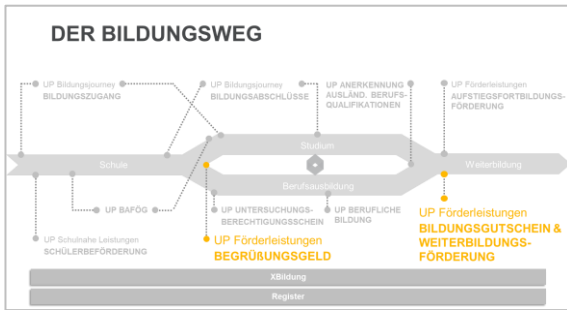 DER BILDUNGSWEG
UP Bildungsjourney
BILDUNGSZUGANG
UP Bildungsjourney
BILDUNGSABSCHLÜSSE
UP ANERKENNUNG
AUSLÄND. BERUFS-
QUALIFIKATIONEN
UP Förderleistungen
AUFSTIEGSFORTBILDUNGS-
FÖRDERUNG
Studium
Schule
Weiterbildung
Berufsausbildung
UP BAFÖG
UP UNTERSUCHUNGS-
BERECHTIGUNGSSCHEIN
UP BERUFLICHE
BILDUNG
UP Förderleistungen
BILDUNGSGUTSCHEIN &
WEITERBILDUNGS-
FÖRDERUNG
UP Schulnahe Leistungen
SCHÜLERBEFÖRDERUNG
UP Förderleistungen
BEGRÜẞUNGSGELD
XBildung
Register